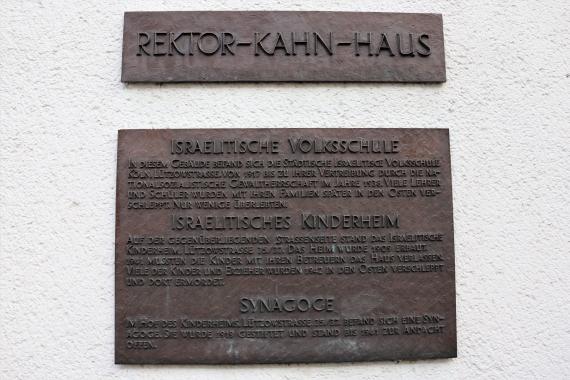 REKTOR-KAHN-HAUS
ISRAELITISCHE VOLKSSCHULE
IN DIESEM GEBÄUDE BEFAND SICH DIE STÄDTISCHE ISRAELITISCE VOLKSSCHULE
KÖLN, LÜTZOWSTRASSE, VON 1917 BIS ZU IHRER VERTREIBUNG DURCH DIE NA-
TIONALSOZIALISTISCHE GEWALTHERRSCHAFT IM JAHRE 1938. VIELE LEHRER
UND SCHÜLER WURDEN MIT IHREN FAMILIEN SPÄTER IN DEN OSTEN VER-
SCHLEPPT. NUR WENIGE ÜBERLEBTEN.
ISRAELITISCHES KINDERHEIM
AUF DER GEGENÜBERLIEGENDEN STRASSENSEITE STAND DAS ISRAELITISCHE
KINDERHEIM, LÜTZOWSTRASSE 35/37. DAS HEIM WURDE 1909 ERBAUT.
MUSSTEN DIE KINDER MIT IHREN BETREUERN DAS HAUS VERLASSEN.
VIELE DER KINDER UND ERZIEHER WURDEN 1942 IN DEN OSTEN VERSCHLEPPT
UND DORT ERMORDET.
SYNAGOGE
IM HOF DES KINDERHEIMS, LÜTZOWSTRASSE 35/37, BEFAND SICH EINE SYN-
AGOGE. SIE WURDE 1919 GESTIFTET UND STAND BIS 1941 ZUR ANDACHT
OFFEN.